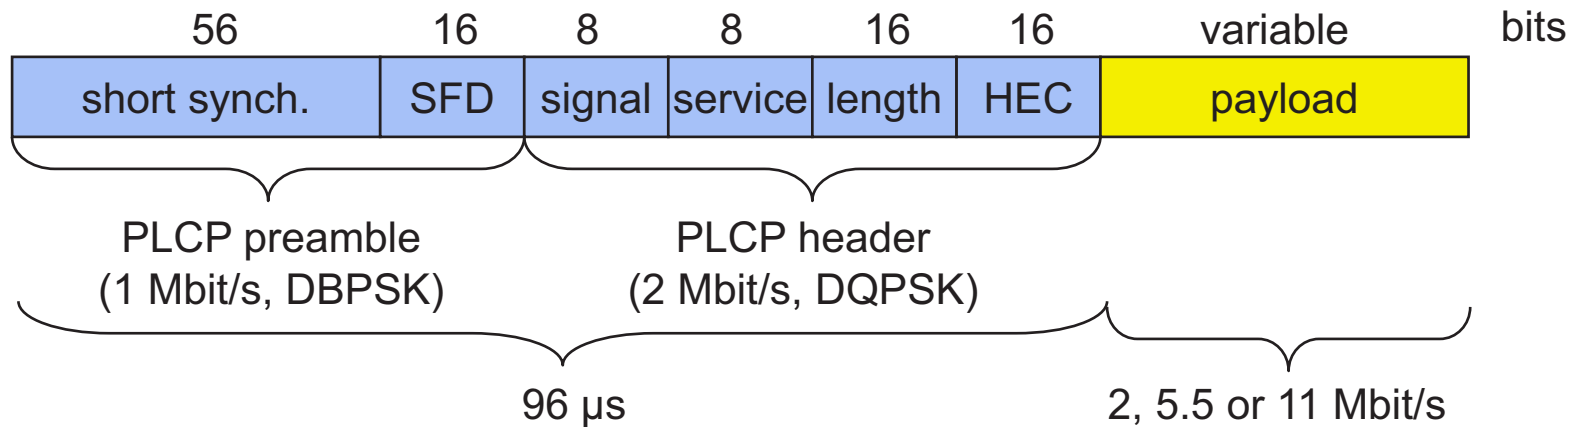 56 16 8 8 16 16 variable bits
short synch. SFD signal service length HEC payload
PLCP preamble PLCP header
(1 Mbit/s, DBPSK) (2 Mbit/s, DQPSK)
96 µs 2, 5.5 or 11 Mbit/s